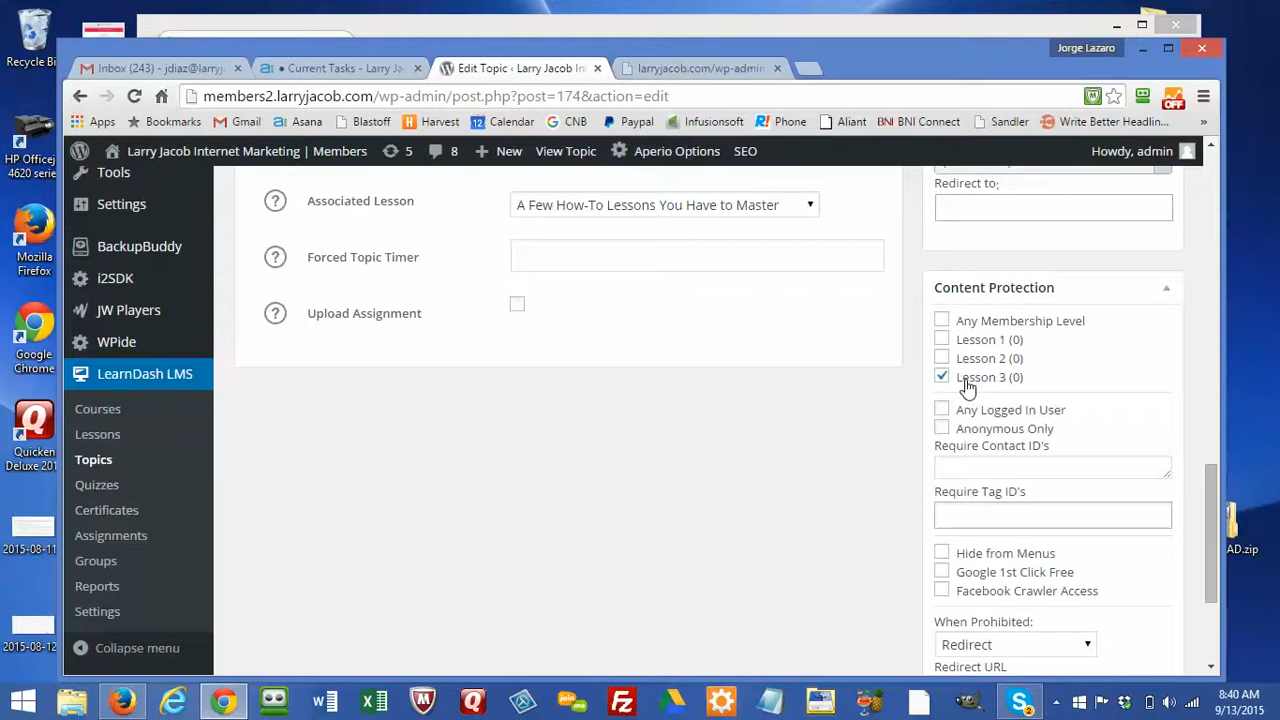 Recycle Bi
Jorge Lazaro
Inbox (243) - jdiaz@larry
• Current Tasks - Larry Ja
Edit Topic ‹ Larry Jacob In
larryjacob.com/wp-admin
members2.larryjacob.com/wp-admin/post.php?post=174&action=edit
OFF
Apps
Bookmarks
Gmail
Asana
Blastoff
Harvest
12 Calendar
CNB
Paypal
Infusionsoft
R! Phone
Aliant
BNI BNI Connect
Sandler
Write Better Headlin...
Larry Jacob Internet Marketing | Members
5
8
New
View Topic
Aperio Options
SEO
Howdy, admin
HP Officej
4620 serie
Mozilla
Firefox
Google
Chrome
Quicken
Deluxe 201
2015-08-11
2015-08-12
AD.zip
Tools
Settings
BackupBuddy
i2SDK
JW Players
WPide
LearnDash LMS
Courses
Lessons
Topics
Quizzes
Certificates
Assignments
Groups
Reports
Settings
Collapse menu
? Associated Lesson
A Few How-To Lessons You Have to Master
? Forced Topic Timer
? Upload Assignment
Redirect to:
Content Protection
Any Membership Level
Lesson 1 (0)
Lesson 2 (0)
Lesson 3 (0)
Any Logged In User
Anonymous Only
Require Contact ID's
Require Tag ID's
Hide from Menus
Google 1st Click Free
Facebook Crawler Access
When Prohibited:
Redirect
Redirect URL
8:40 AM
9/13/2015